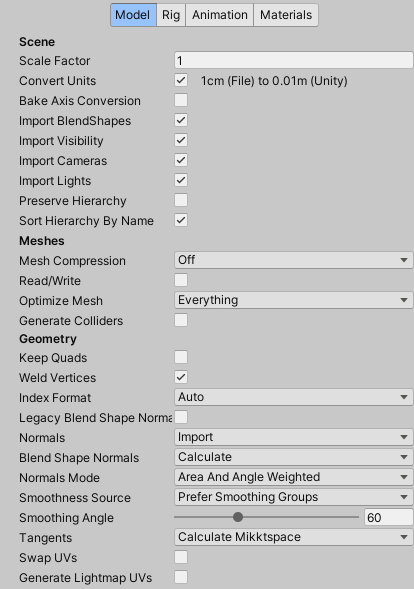 Model Rig Animation Materials
Scene
Scale Factor 1
Convert Units 1cm (File) to 0.01m (Unity)
Bake Axis Conversion
Import BlendShapes
Import Visibility
Import Cameras
Import Lights
Preserve Hierarchy
Sort Hierarchy By Name
Meshes
Mesh Compression Off
Read/Write
Optimize Mesh Everything
Generate Colliders
Geometry
Keep Quads
Weld Vertices
Index Format Auto
Legacy Blend Shape Norma
Normals Import
Blend Shape Normals Calculate
Normals Mode Area And Angle Weighted
Smoothness Source Prefer Smoothing Groups
Smoothing Angle 60
Tangents Calculate Mikktspace
Swap UVs
Generate Lightmap UVs